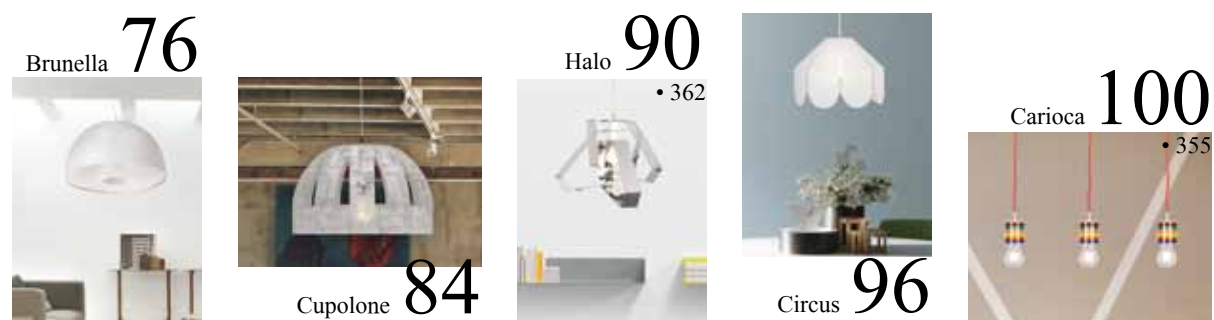 Brunella 76
Cupolone 84
Halo 90
• 362
Circus 96
Carioca 100
• 355